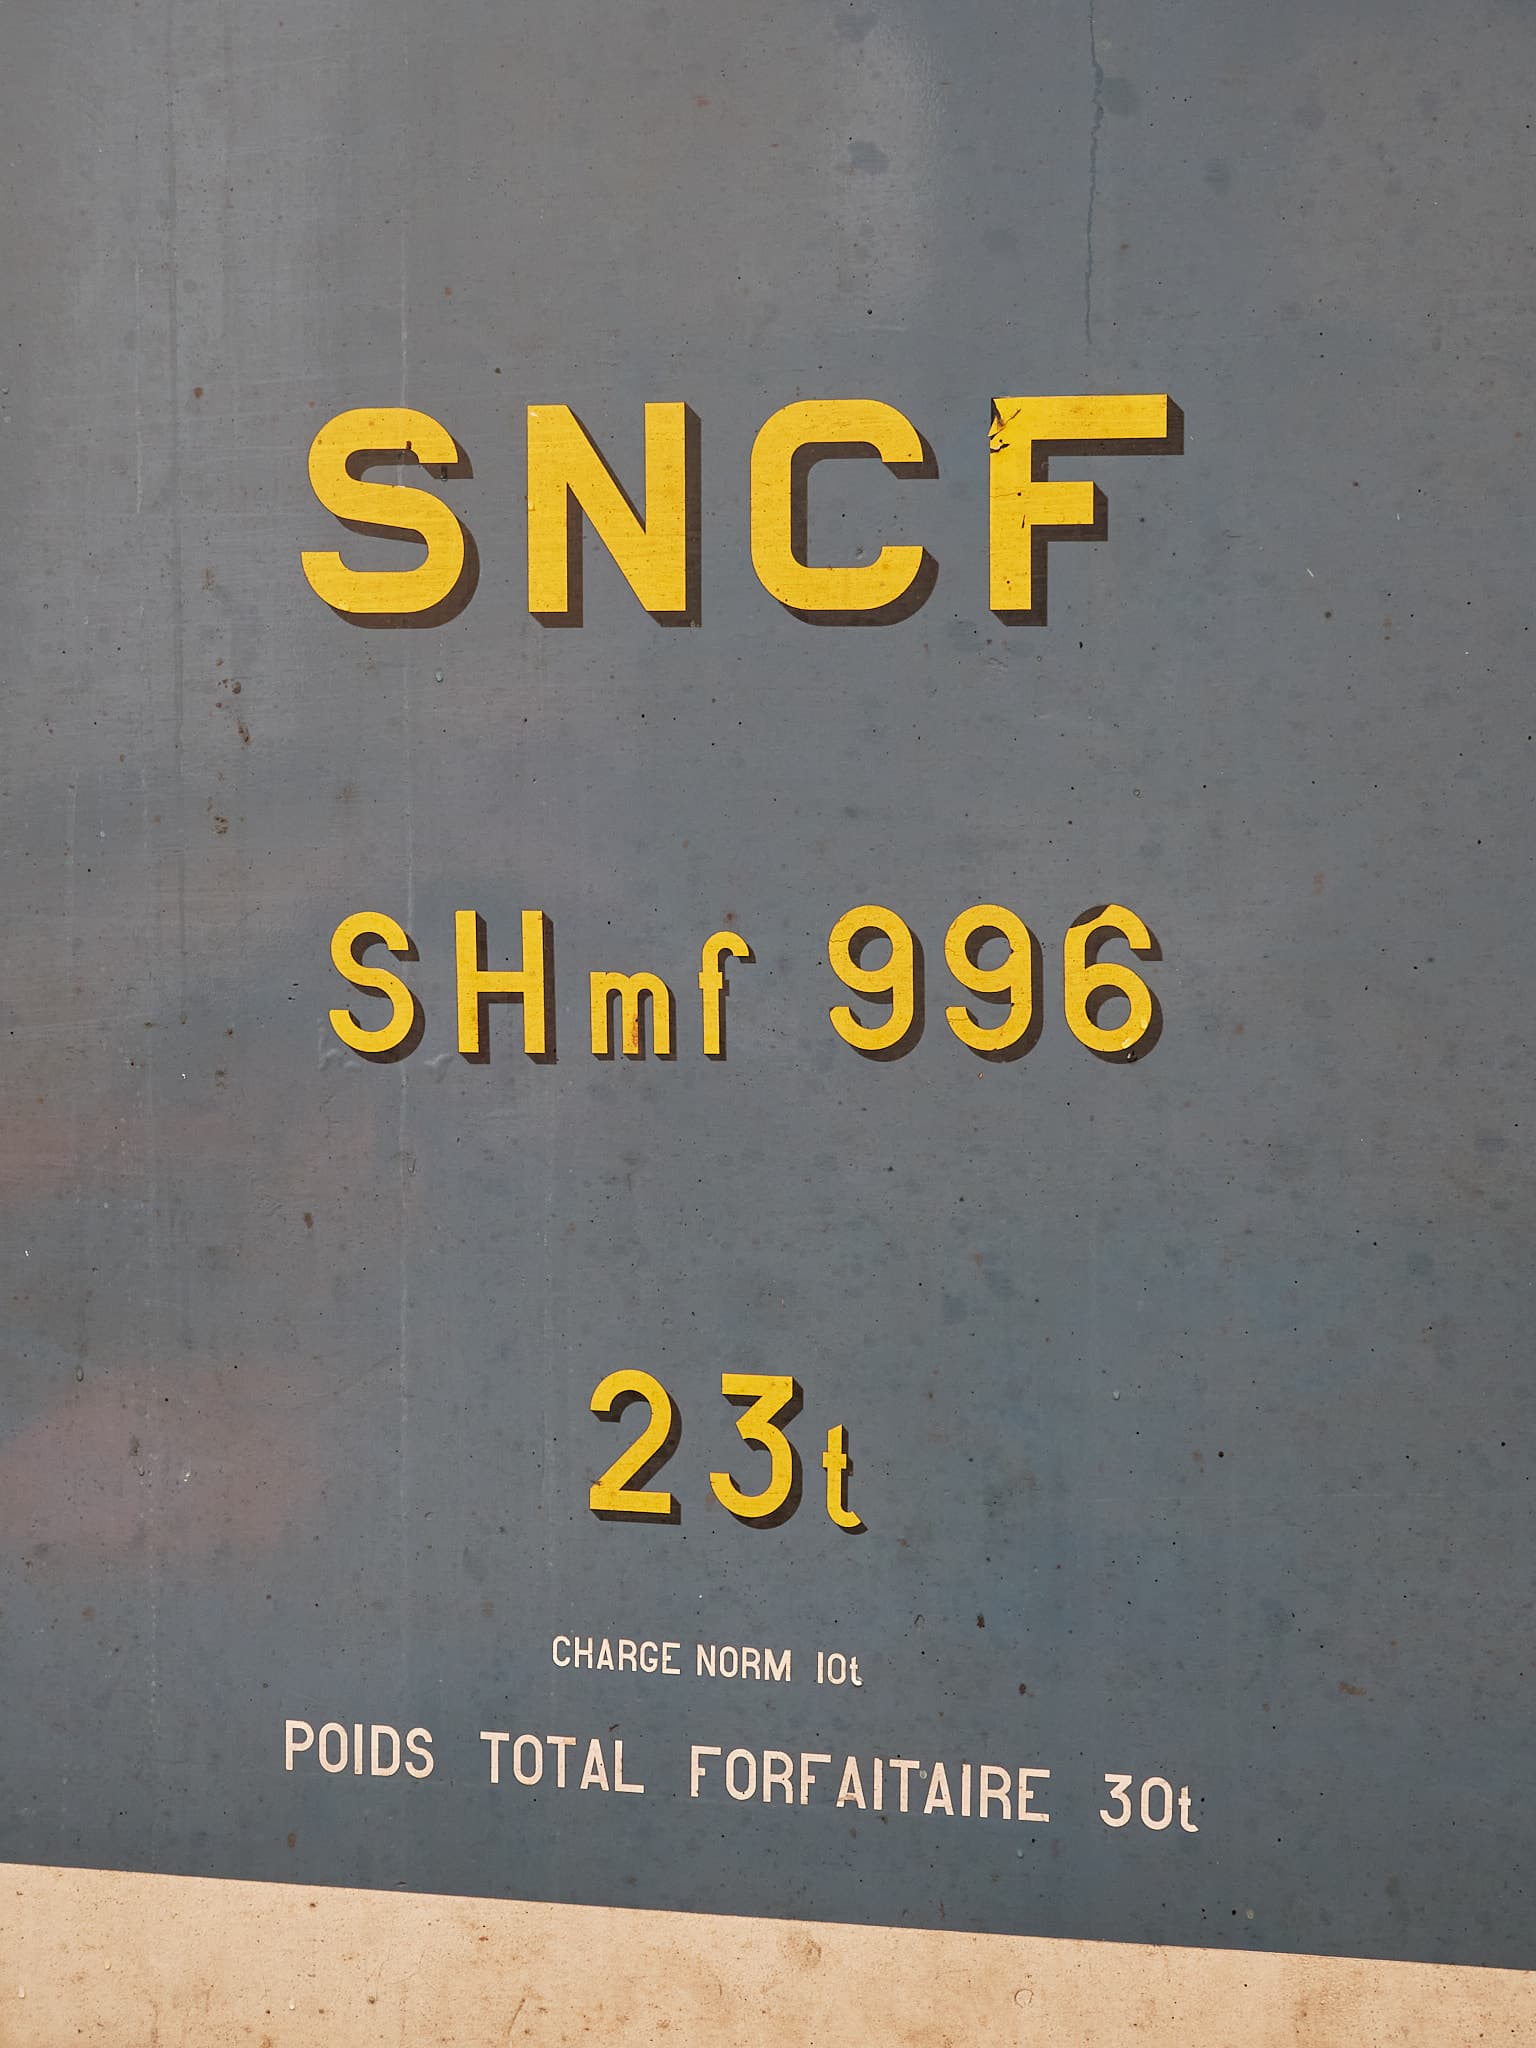 SNCF
SHmf 996
23t
CHARGE NORM 10t
POIDS TOTAL FORFAITAIRE 30t